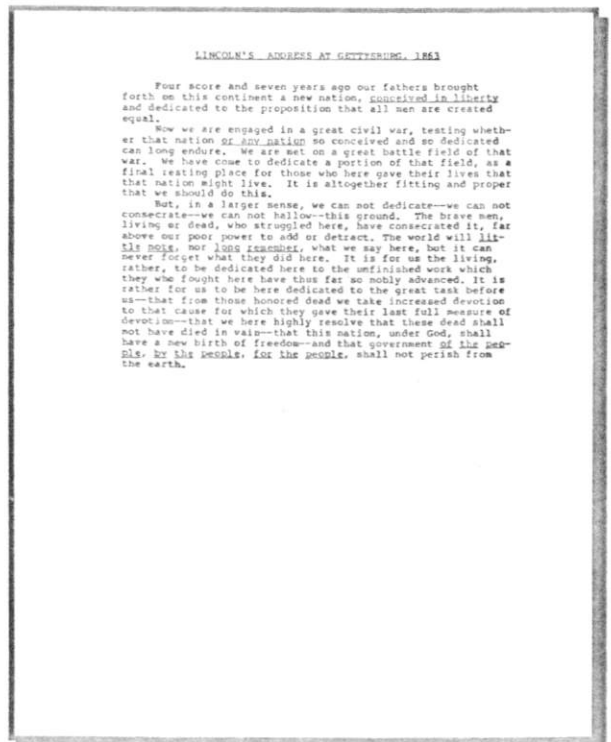 LINCOLN'S ADDRESS AT GETTYSBURG, 1863
Four score and seven years ago our fathers brought
forth on this continent a new nation, conceived in liberty
and dedicated to the proposition that all men are created
equal.
Now we are engaged in a great civil war, testing wheth-
er that nation or any nation so conceived and so dedicated
can long endure. We are met on a great battle field of that
war. We have come to dedicate a portion of that field, as a
final resting place for those who here gave their lives that
that nation might live. It is altogether fitting and proper
that we should do this.
But, in a larger sense, we can not dedicate--we can not
consecrate--we can not hallow--this ground. The brave men,
living or dead, who struggled here, have consecrated it, far
above our poor power to add or detract. The world will lit-
tle note, nor long remember, what we say here, but it can
never forget what they did here. It is for us the living,
rather, to be dedicated here to the unfinished work which
they who fought here have thus far so nobly advanced. It is
rather for us to be here dedicated to the great task before
us--that from those honored dead we take increased devotion
to that cause for which they gave their last full measure of
devotion--that we here highly resolve that these dead shall
not have died in vain--that this nation, under God, shall
have a new birth of freedom--and that government of the peo-
ple, by the people, for the people, shall not perish from
the earth.